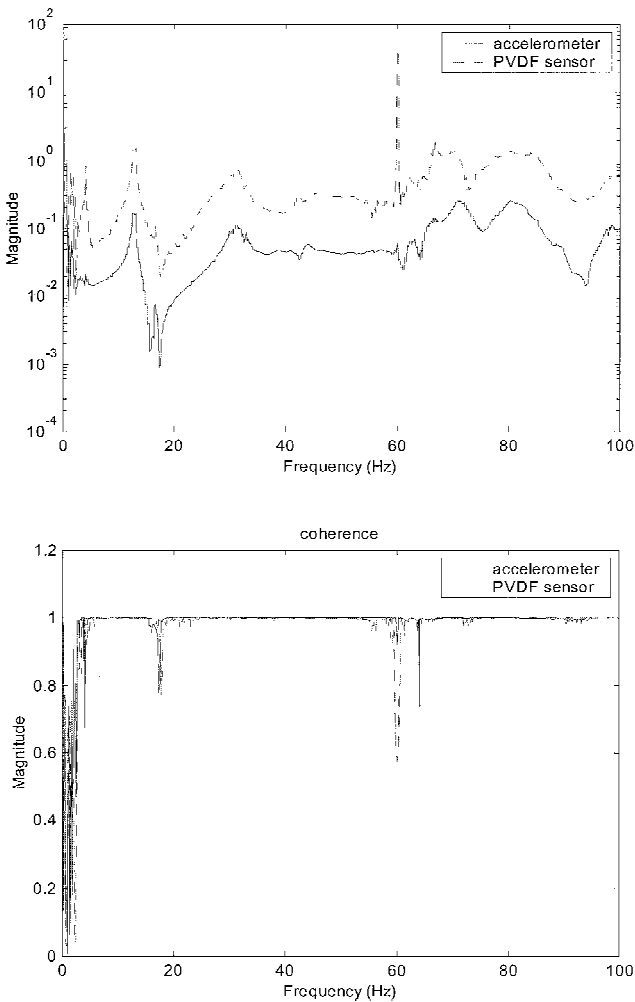 10^2
accelerometer
PVDF sensor
10^1
10^0
10^-1
10^-2
10^-3
10^-4
Magnitude
0 20 40 60 80 100
Frequency (Hz)
coherence
1.2
accelerometer
PVDF sensor
1
0.8
0.6
0.4
0.2
0
Magnitude
0 20 40 60 80 100
Frequency (Hz)